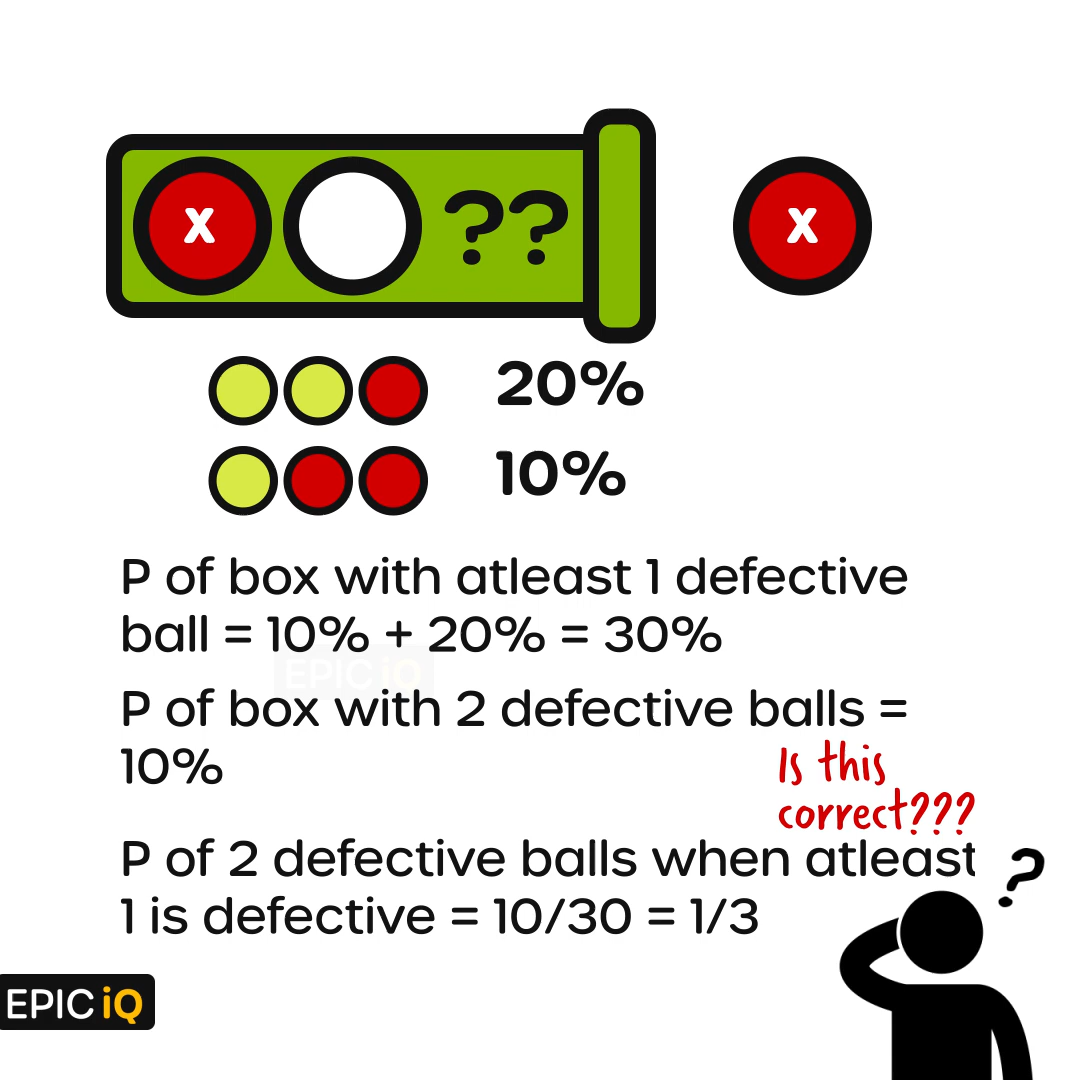 X
??
X
20%
10%
P of box with atleast 1 defective
ball = 10% + 20% = 30%
EPIC iQ
P of box with 2 defective balls =
10%
Is this
correct???
P of 2 defective balls when atleast
1 is defective = 10/30 = 1/3
?
EPIC iQ